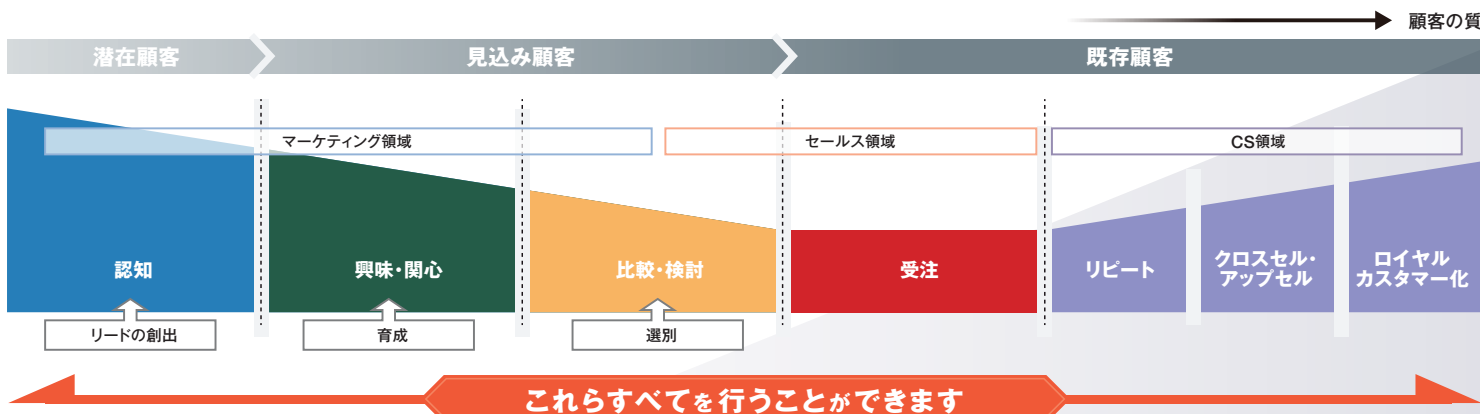 顧客の質
潜在顧客
見込み顧客
既存顧客
マーケティング領域
セールス領域
CS領域
認知
興味・関心
比較・検討
受注
リピート
クロスセル・
アップセル
ロイヤル
カスタマー化
リードの創出
育成
選別
これらすべてを行うことができます